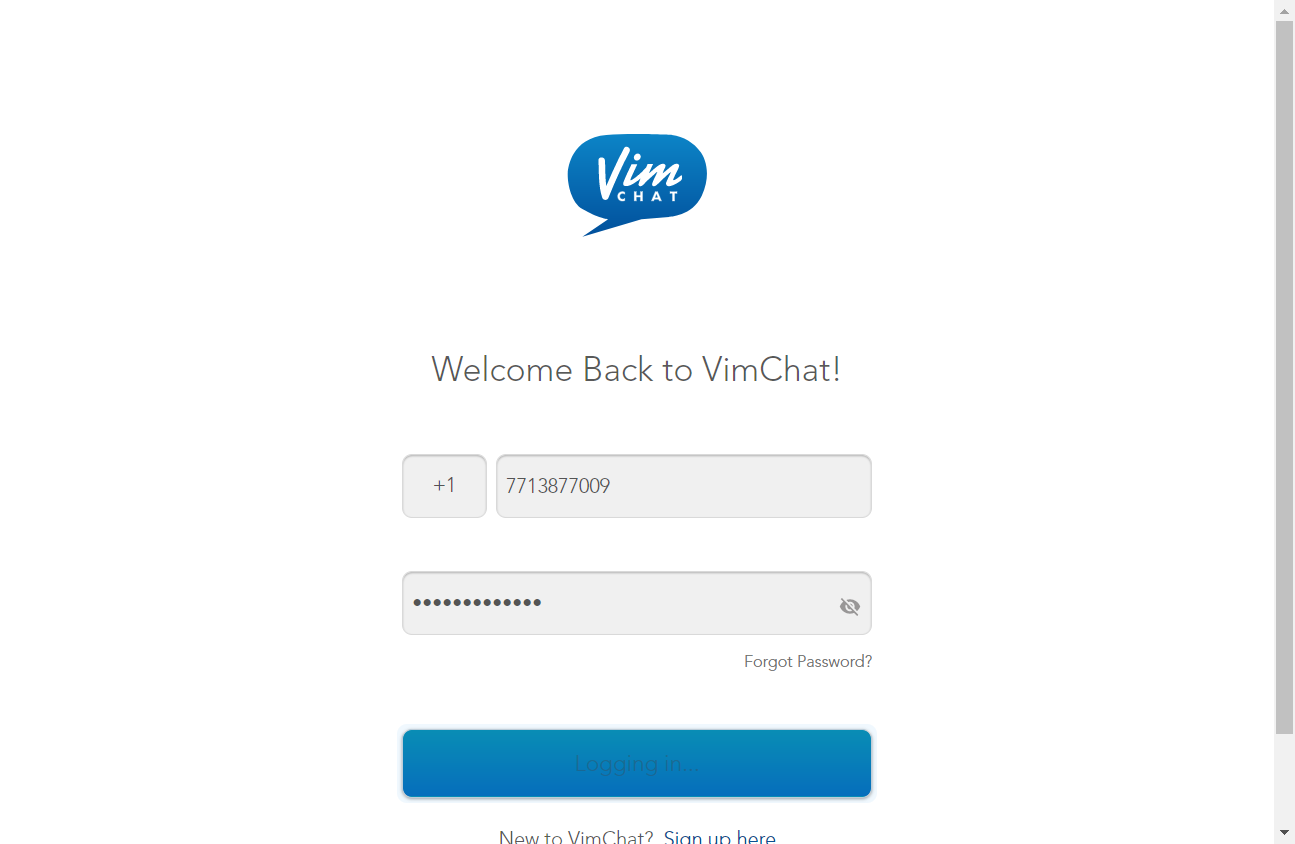 Vim
CHAT
Welcome Back to VimChat!
+1 7713877009
•••••••••••••
Forgot Password?
Logging in...
New to VimChat? Sign up here